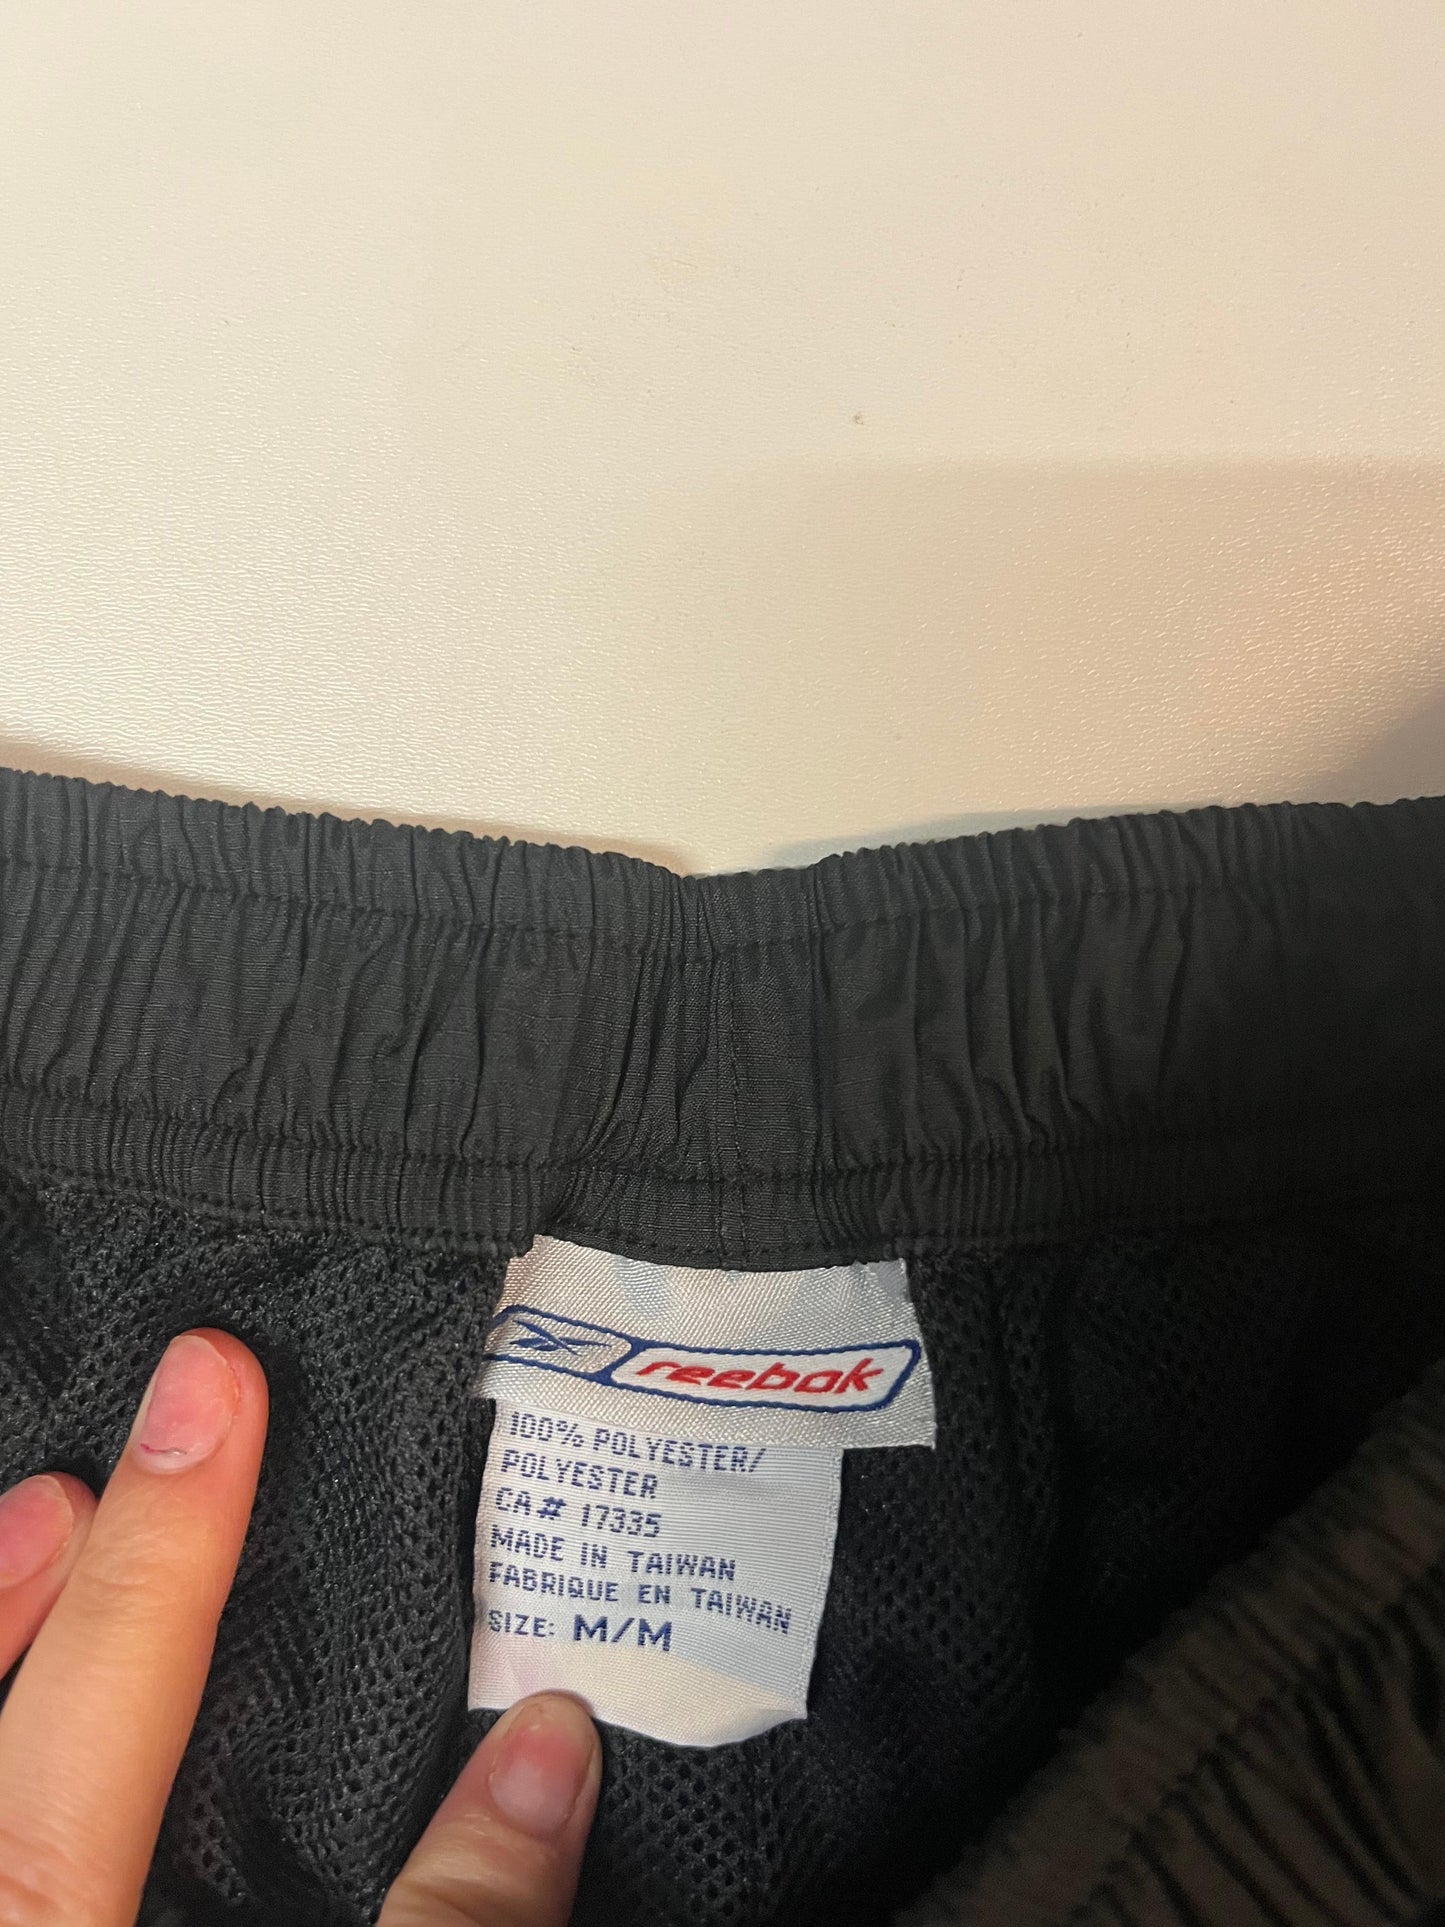 reebok
100% POLYESTER/
POLYESTER
CA# 17335
MADE IN TAIWAN
FABRIQUE EN TAIWAN
SIZE: M/M